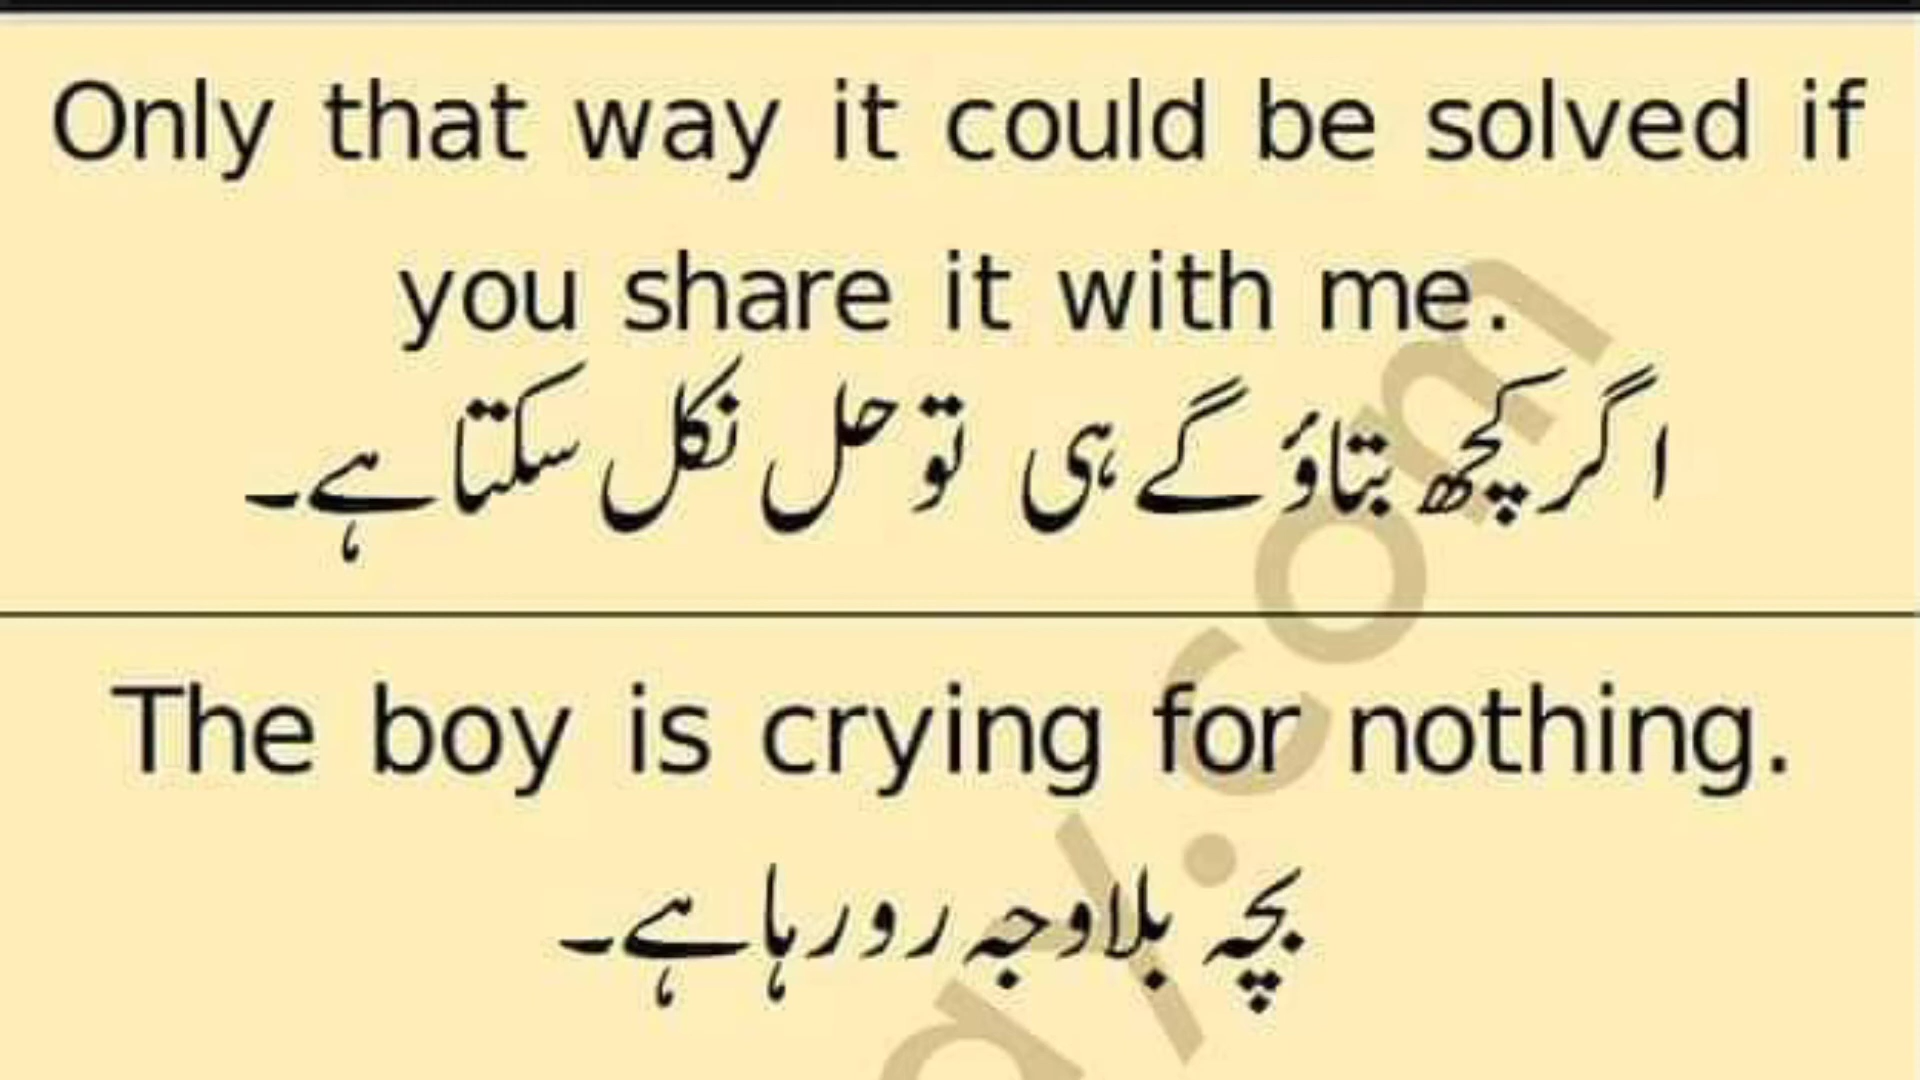 Only that way it could be solved if
you share it with me.
اگر کچھ بتاؤ گے ہی تو حل نکل سکتا ہے۔
The boy is crying for nothing.
بچہ بلاوجہ رو رہا ہے۔